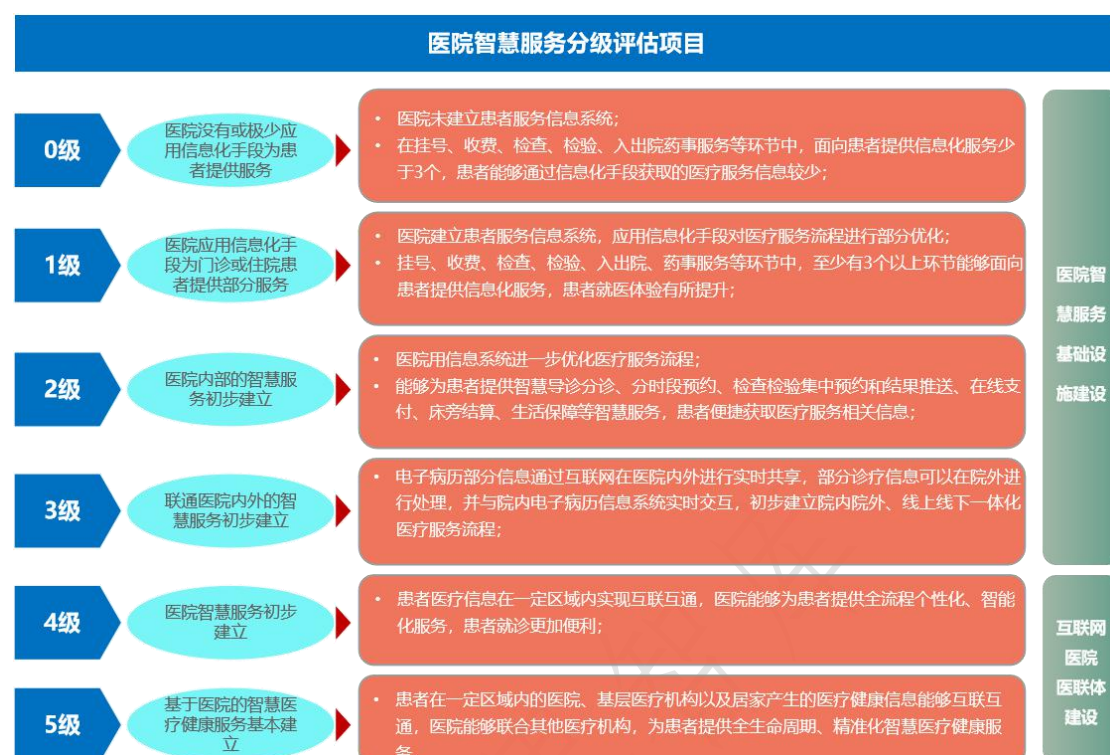 医院智慧服务分级评估项目
0级
医院没有或极少应
用信息化手段为患
者提供服务
• 医院未建立患者服务信息系统;
• 在挂号、收费、检查、检验、入出院药事服务等环节中，面向患者提供信息化服务少
于3个，患者能够通过信息化手段获取的医疗服务信息较少;
1级
医院应用信息化手
段为门诊或住院患
者提供部分服务
• 医院建立患者服务信息系统，应用信息化手段对医疗服务流程进行部分优化;
• 挂号、收费、检查、检验、入出院、药事服务等环节中，至少有3个以上环节能够面向
患者提供信息化服务，患者就医体验有所提升;
2级
医院内部的智慧服
务初步建立
• 医院用信息系统进一步优化医疗服务流程;
• 能够为患者提供智慧导诊分诊、分时段预约、检查检验集中预约和结果推送、在线支
付、床旁结算、生活保障等智慧服务，患者便捷获取医疗服务相关信息;
3级
联通医院内外的智
慧服务初步建立
• 电子病历部分信息通过互联网在医院内外进行实时共享，部分诊疗信息可以在院外进
行处理，并与院内电子病历信息系统实时交互，初步建立院内院外、线上线下一体化
医疗服务流程;
医院智
慧服务
基础设
施建设
4级
医院智慧服务初步
建立
• 患者医疗信息在一定区域内实现互联互通，医院能够为患者提供全流程个性化、智能
化服务，患者就诊更加便利;
5级
基于医院的智慧医
疗健康服务基本建
立
• 患者在一定区域内的医院、基层医疗机构以及居家产生的医疗健康信息能够互联互
通，医院能够联合其他医疗机构，为患者提供全生命周期、精准化智慧医疗健康服
务
互联网
医院
医联体
建设